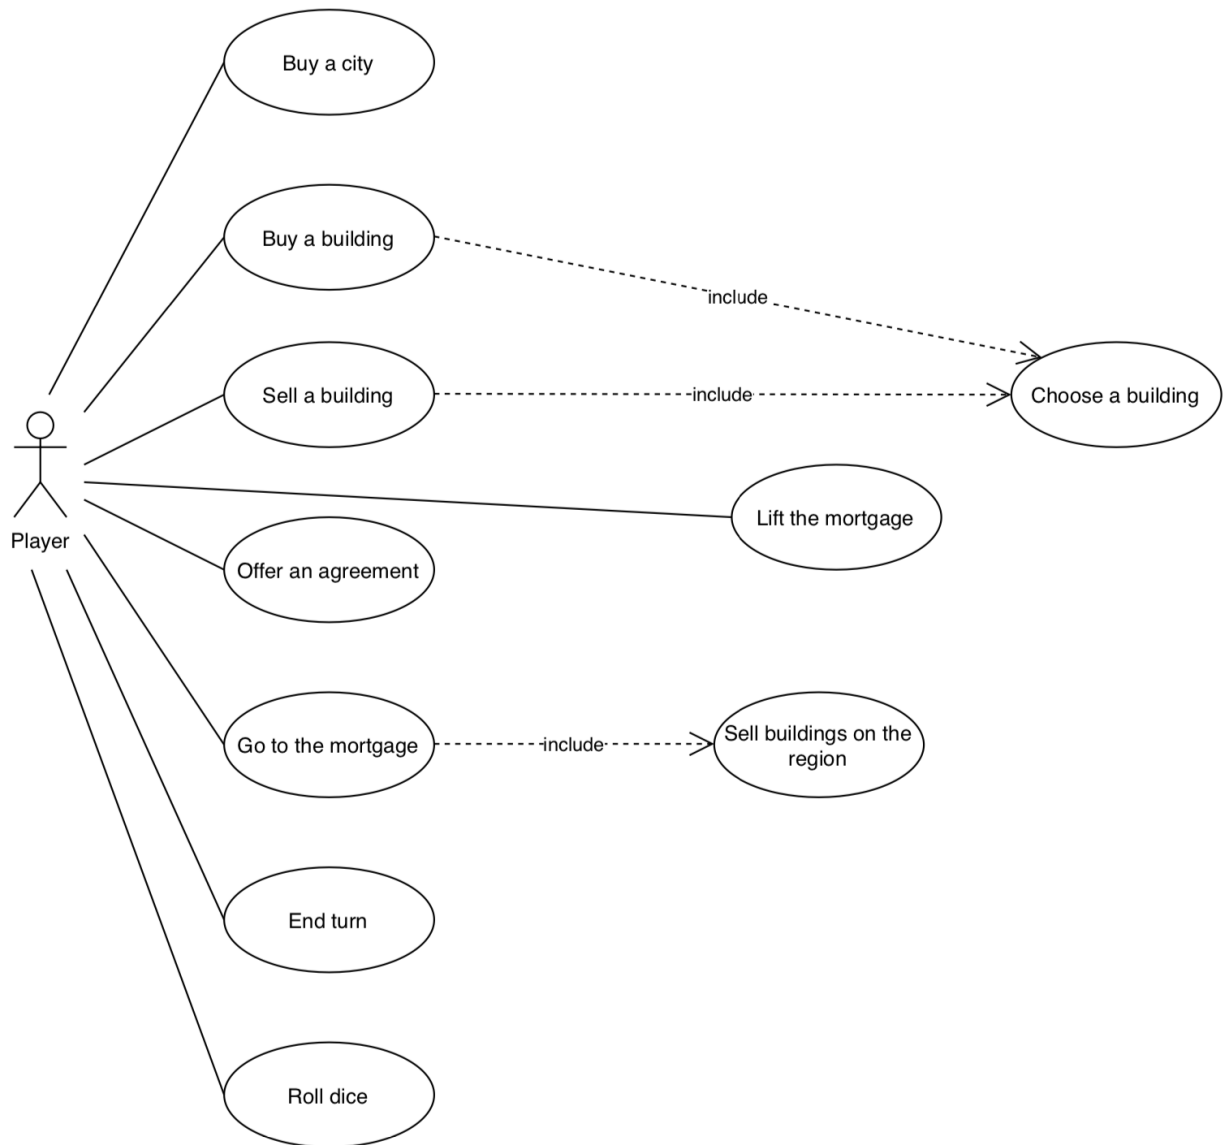 Buy a city
Buy a building
include
Sell a building
include
Choose a building
Lift the mortgage
Player
Offer an agreement
Go to the mortgage
include
Sell buildings on the
region
End turn
Roll dice